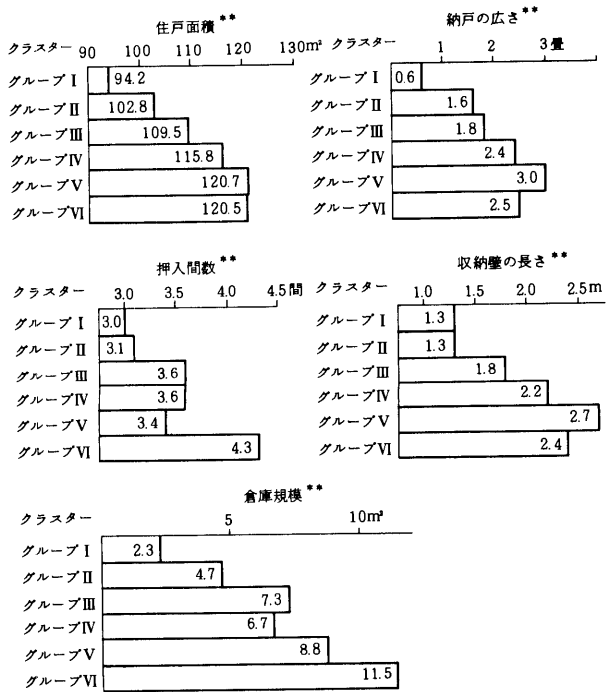 住戸面積**
クラスター 90 100 110 120 130m²
グループⅠ 94.2
グループⅡ 102.8
グループⅢ 109.5
グループⅣ 115.8
グループⅤ 120.7
グループⅥ 120.5
納戸の広さ**
クラスター 1 2 3畳
グループⅠ 0.6
グループⅡ 1.6
グループⅢ 1.8
グループⅣ 2.4
グループⅤ 3.0
グループⅥ 2.5
押入間数**
クラスター 3.0 3.5 4.0 4.5間
グループⅠ 3.0
グループⅡ 3.1
グループⅢ 3.6
グループⅣ 3.6
グループⅤ 3.4
グループⅥ 4.3
収納壁の長さ**
クラスター 1.0 1.5 2.0 2.5m
グループⅠ 1.3
グループⅡ 1.3
グループⅢ 1.8
グループⅣ 2.2
グループⅤ 2.7
グループⅥ 2.4
倉庫規模**
クラスター 5 10m²
グループⅠ 2.3
グループⅡ 4.7
グループⅢ 7.3
グループⅣ 6.7
グループⅤ 8.8
グループⅥ 11.5